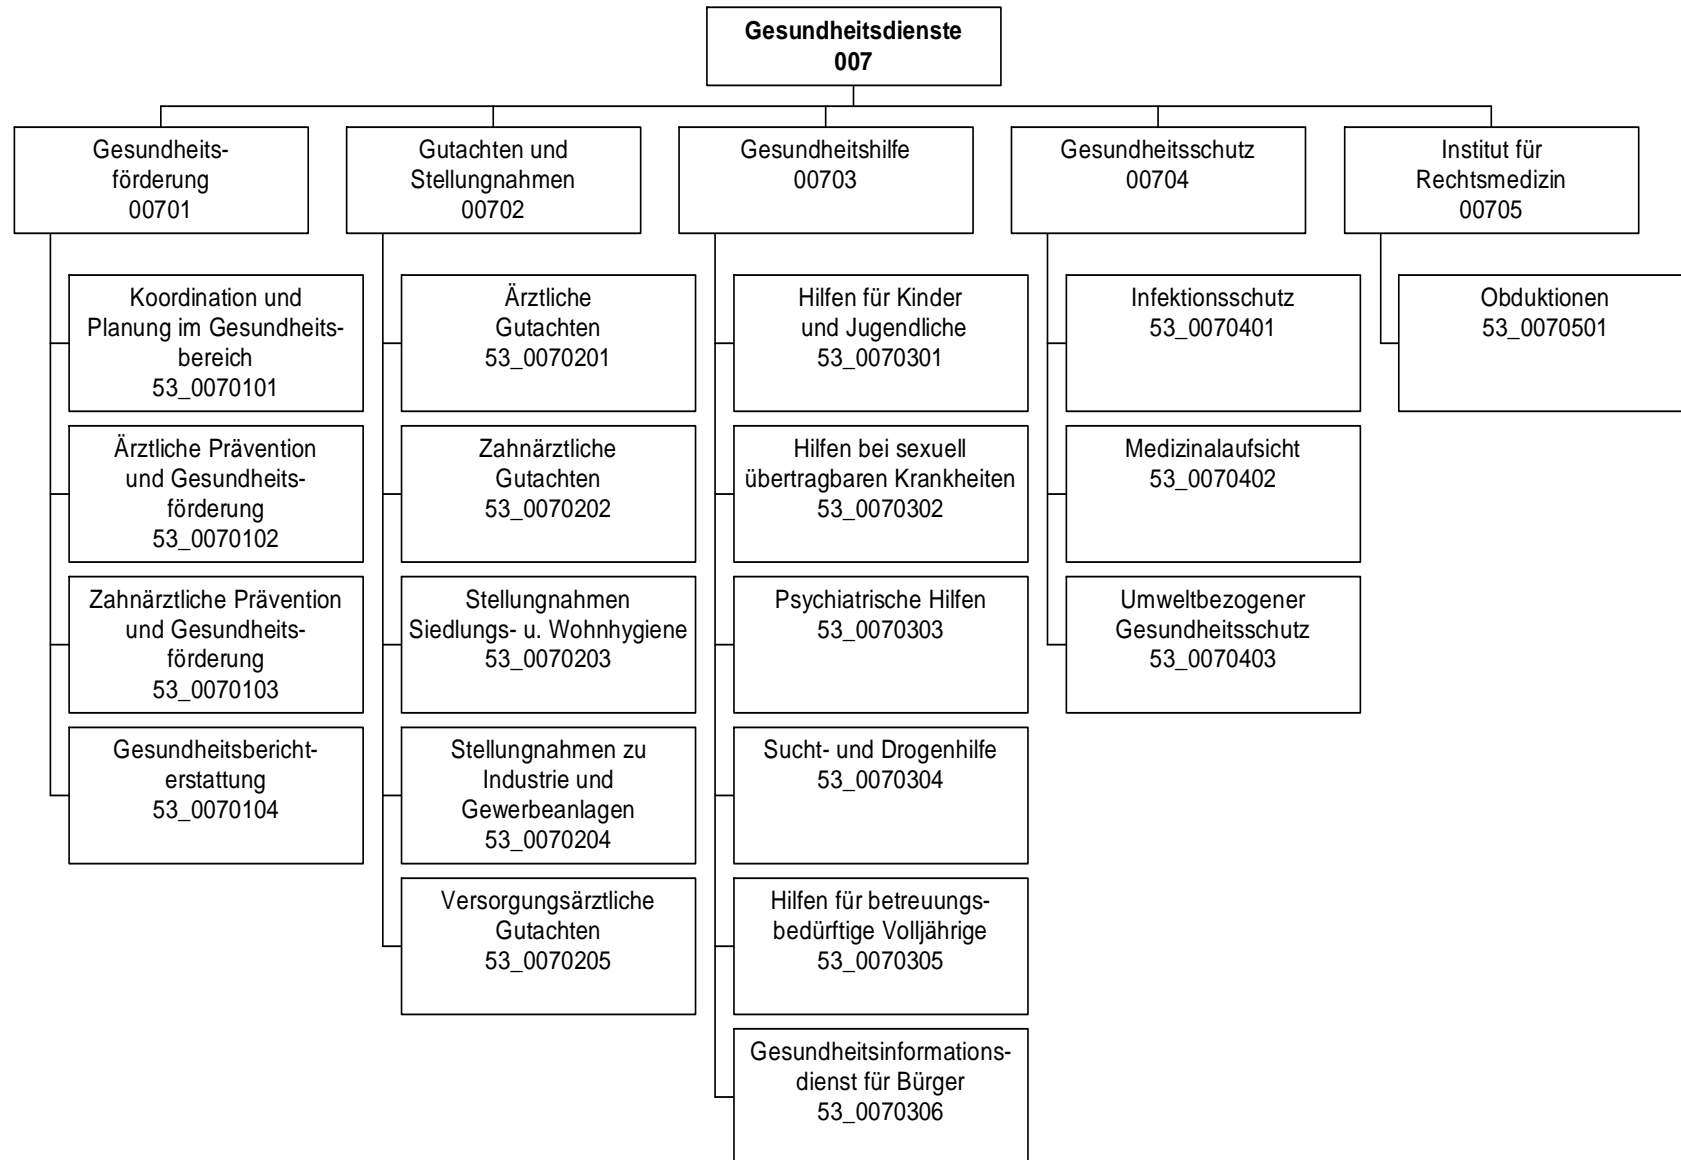 Gesundheitsdienste
007
Gesundheits-
förderung
00701
Gutachten und
Stellungnahmen
00702
Gesundheitshilfe
00703
Gesundheitsschutz
00704
Institut für
Rechtsmedizin
00705
Koordination und
Planung im Gesundheits-
bereich
53_0070101
Ärztliche Prävention
und Gesundheits-
förderung
53_0070102
Zahnärztliche Prävention
und Gesundheits-
förderung
53_0070103
Gesundheitsbericht-
erstattung
53_0070104
Ärztliche
Gutachten
53_0070201
Zahnärztliche
Gutachten
53_0070202
Stellungnahmen
Siedlungs- u. Wohnhygiene
53_0070203
Stellungnahmen zu
Industrie und
Gewerbeanlagen
53_0070204
Versorgungsärztliche
Gutachten
53_0070205
Hilfen für Kinder
und Jugendliche
53_0070301
Hilfen bei sexuell
übertragbaren Krankheiten
53_0070302
Psychiatrische Hilfen
53_0070303
Sucht- und Drogenhilfe
53_0070304
Hilfen für betreuungs-
bedürftige Volljährige
53_0070305
Gesundheitsinformations-
dienst für Bürger
53_0070306
Infektionsschutz
53_0070401
Medizinalaufsicht
53_0070402
Umweltbezogener
Gesundheitsschutz
53_0070403
Obduktionen
53_0070501